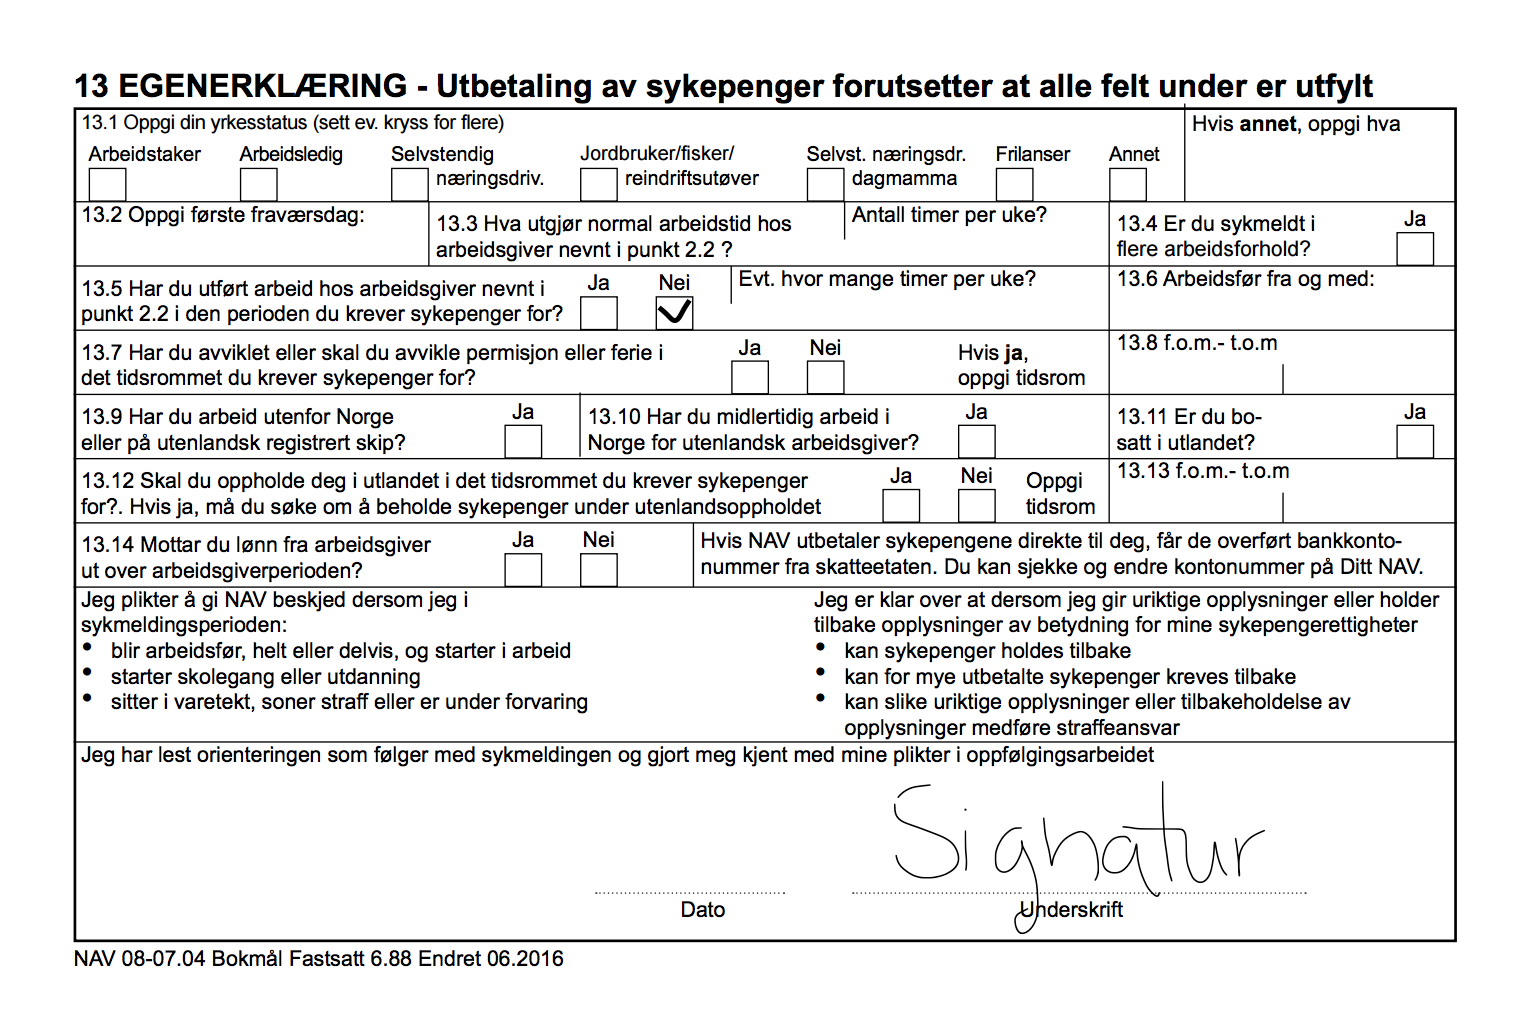 13 EGENERKLÆRING - Utbetaling av sykepenger forutsetter at alle felt under er utfylt
13.1 Oppgi din yrkesstatus (sett ev. kryss for flere)
Hvis annet, oppgi hva
Arbeidstaker
Arbeidsledig
Selvstendig
næringsdriv.
Jordbruker/fisker/
reindriftsutøver
Selvst. næringsdr.
dagmamma
Frilanser
Annet
13.2 Oppgi første fraværsdag:
13.3 Hva utgjør normal arbeidstid hos
arbeidsgiver nevnt i punkt 2.2 ?
Antall timer per uke?
13.4 Er du sykmeldt i
flere arbeidsforhold?
Ja
13.5 Har du utført arbeid hos arbeidsgiver nevnt i
punkt 2.2 i den perioden du krever sykepenger for?
Ja
Nei
Evt. hvor mange timer per uke?
13.6 Arbeidsfør fra og med:
13.7 Har du avviklet eller skal du avvikle permisjon eller ferie i
det tidsrommet du krever sykepenger for?
Ja
Nei
Hvis ja,
oppgi tidsrom
13.8 f.o.m.- t.o.m
13.9 Har du arbeid utenfor Norge
eller på utenlandsk registrert skip?
Ja
13.10 Har du midlertidig arbeid i
Norge for utenlandsk arbeidsgiver?
Ja
13.11 Er du bo-
satt i utlandet?
Ja
13.12 Skal du oppholde deg i utlandet i det tidsrommet du krever sykepenger
for?. Hvis ja, må du søke om å beholde sykepenger under utenlandsoppholdet
Ja
Nei
Oppgi
tidsrom
13.13 f.o.m.- t.o.m
13.14 Mottar du lønn fra arbeidsgiver
ut over arbeidsgiverperioden?
Ja
Nei
Hvis NAV utbetaler sykepengene direkte til deg, får de overført bankkonto-
nummer fra skatteetaten. Du kan sjekke og endre kontonummer på Ditt NAV.
Jeg plikter å gi NAV beskjed dersom jeg i
sykmeldingsperioden:
• blir arbeidsfør, helt eller delvis, og starter i arbeid
• starter skolegang eller utdanning
• sitter i varetekt, soner straff eller er under forvaring
Jeg er klar over at dersom jeg gir uriktige opplysninger eller holder
tilbake opplysninger av betydning for mine sykepengerettigheter
• kan sykepenger holdes tilbake
• kan for mye utbetalte sykepenger kreves tilbake
• kan slike uriktige opplysninger eller tilbakeholdelse av
opplysninger medføre straffeansvar
Jeg har lest orienteringen som følger med sykmeldingen og gjort meg kjent med mine plikter i oppfølgingsarbeidet
Signatur
Dato
Underskrift
NAV 08-07.04 Bokmål Fastsatt 6.88 Endret 06.2016